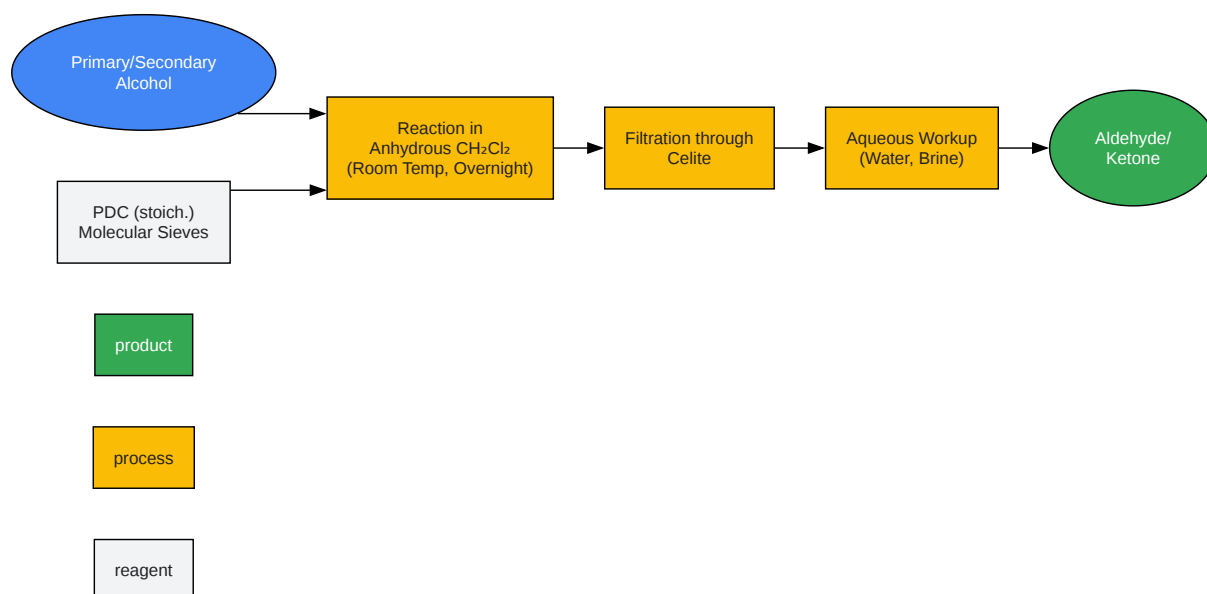 Primary/Secondary
Alcohol
Reaction in
Anhydrous CH₂Cl₂
(Room Temp, Overnight)
Filtration through
Celite
Aqueous Workup
(Water, Brine)
Aldehyde/
Ketone
PDC (stoich.)
Molecular Sieves
product
process
reagent